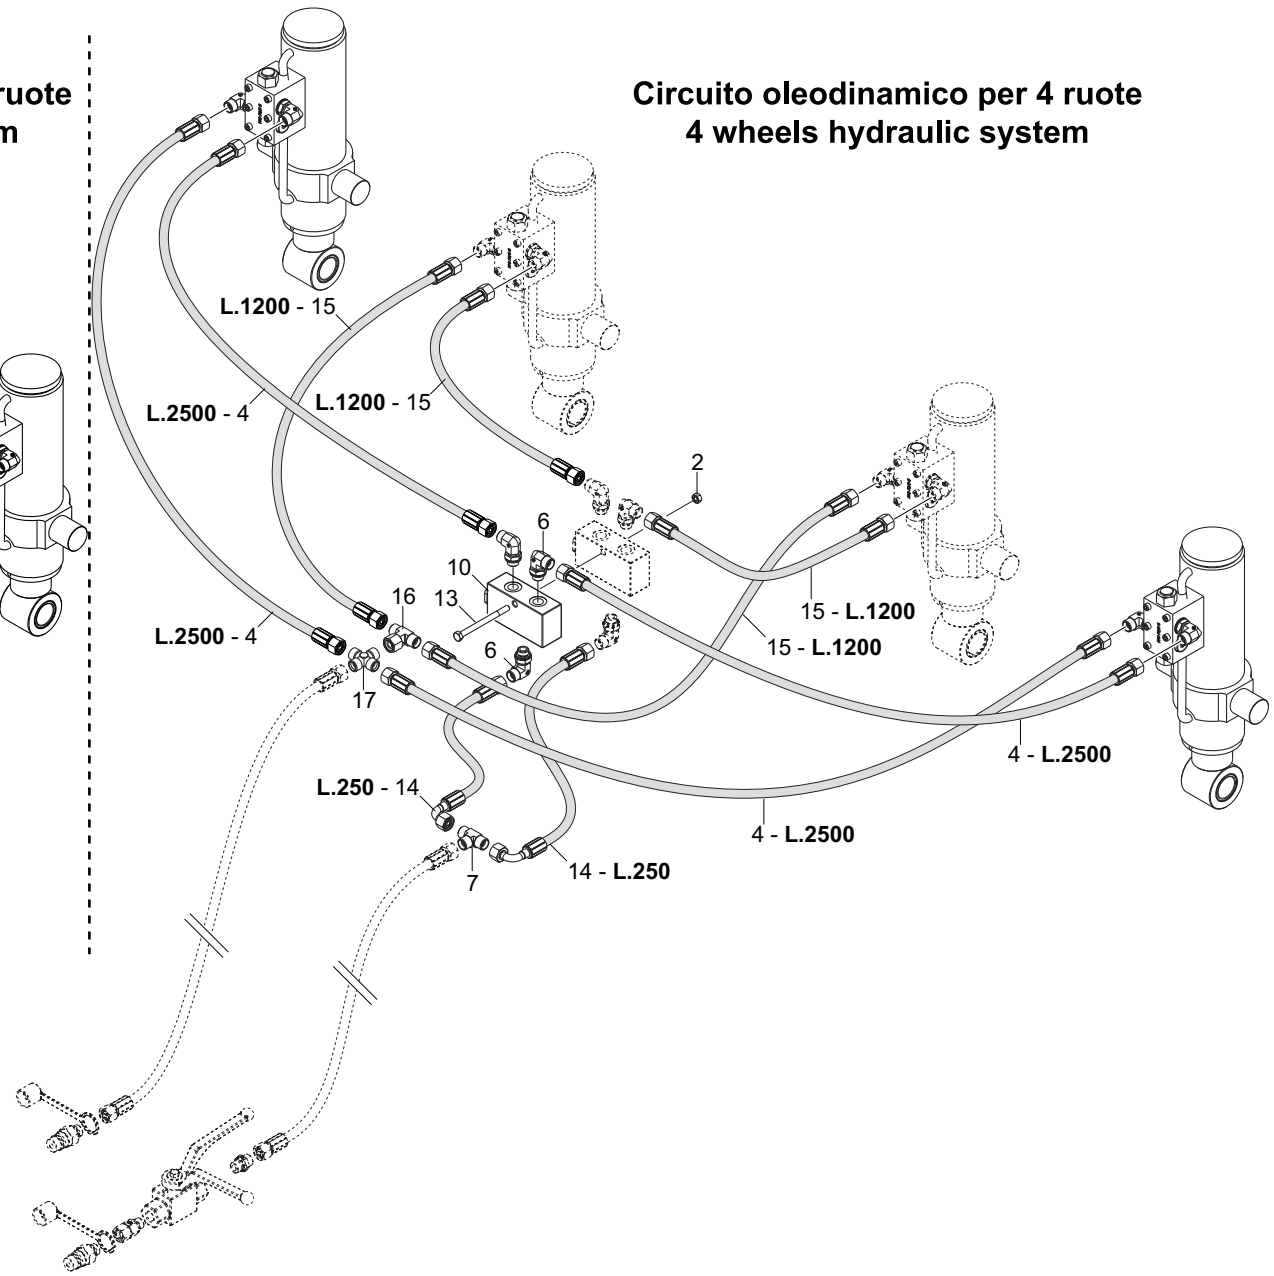 ruote
m
Circuito oleodinamico per 4 ruote
4 wheels hydraulic system
L.1200 - 15
L.2500 - 4
L.1200 - 15
2
6
10
13
16
15 - L.1200
L.2500 - 4
15 - L.1200
6
17
4 - L.2500
L.250 - 14
4 - L.2500
14 - L.250
7